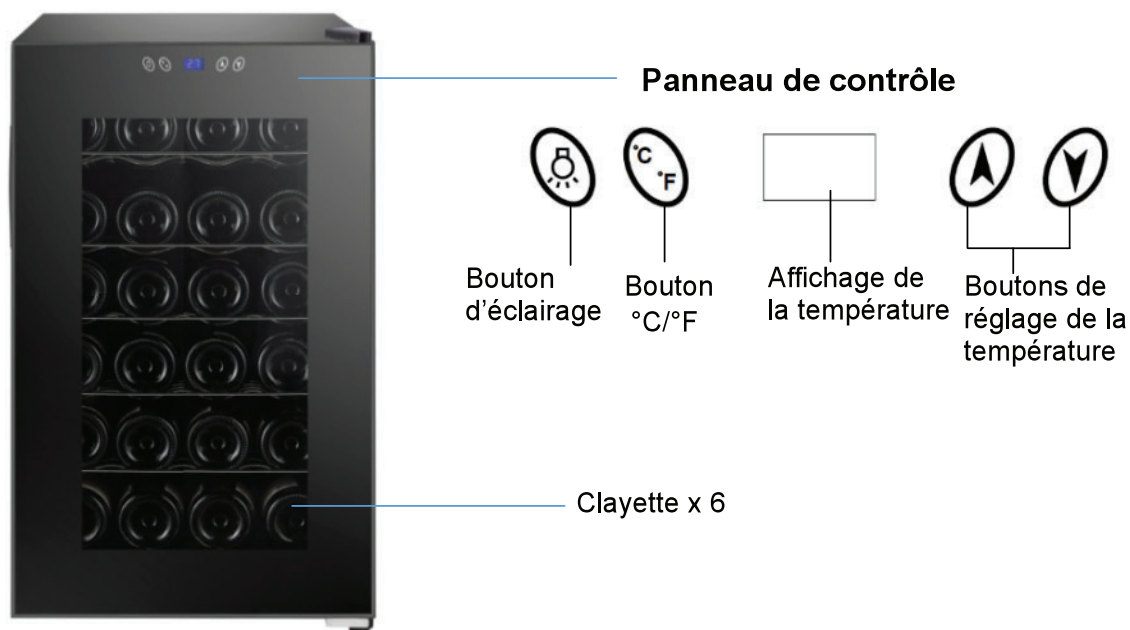 Panneau de contrôle
°C
°F
Bouton
d’éclairage
Bouton
°C/°F
Affichage de
la température
Boutons de
réglage de la
température
Clayette x 6